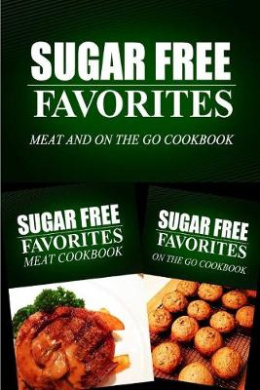 SUGAR FREE
FAVORITES
MEAT AND ON THE GO COOKBOOK
SUGAR FREE
FAVORITES
MEAT COOKBOOK
SUGAR FREE
FAVORITES
ON THE GO COOKBOOK